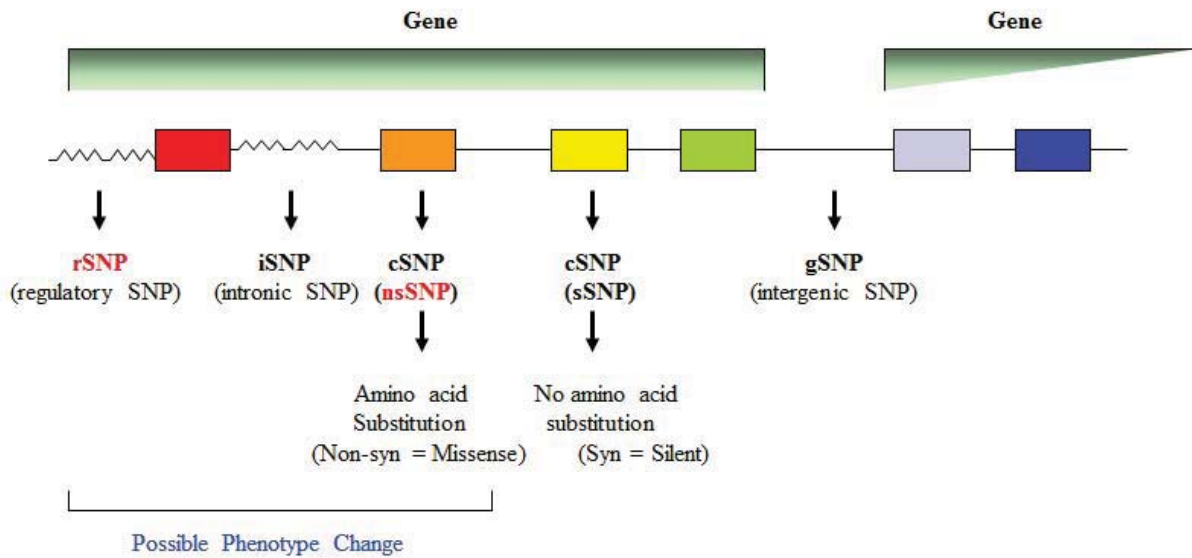 Gene
Gene
rSNP
(regulatory SNP)
iSNP
(intronic SNP)
cSNP
(nsSNP)
cSNP
(sSNP)
gSNP
(intergenic SNP)
Amino acid
Substitution
(Non-syn = Missense)
No amino acid
substitution
(Syn = Silent)
Possible Phenotype Change